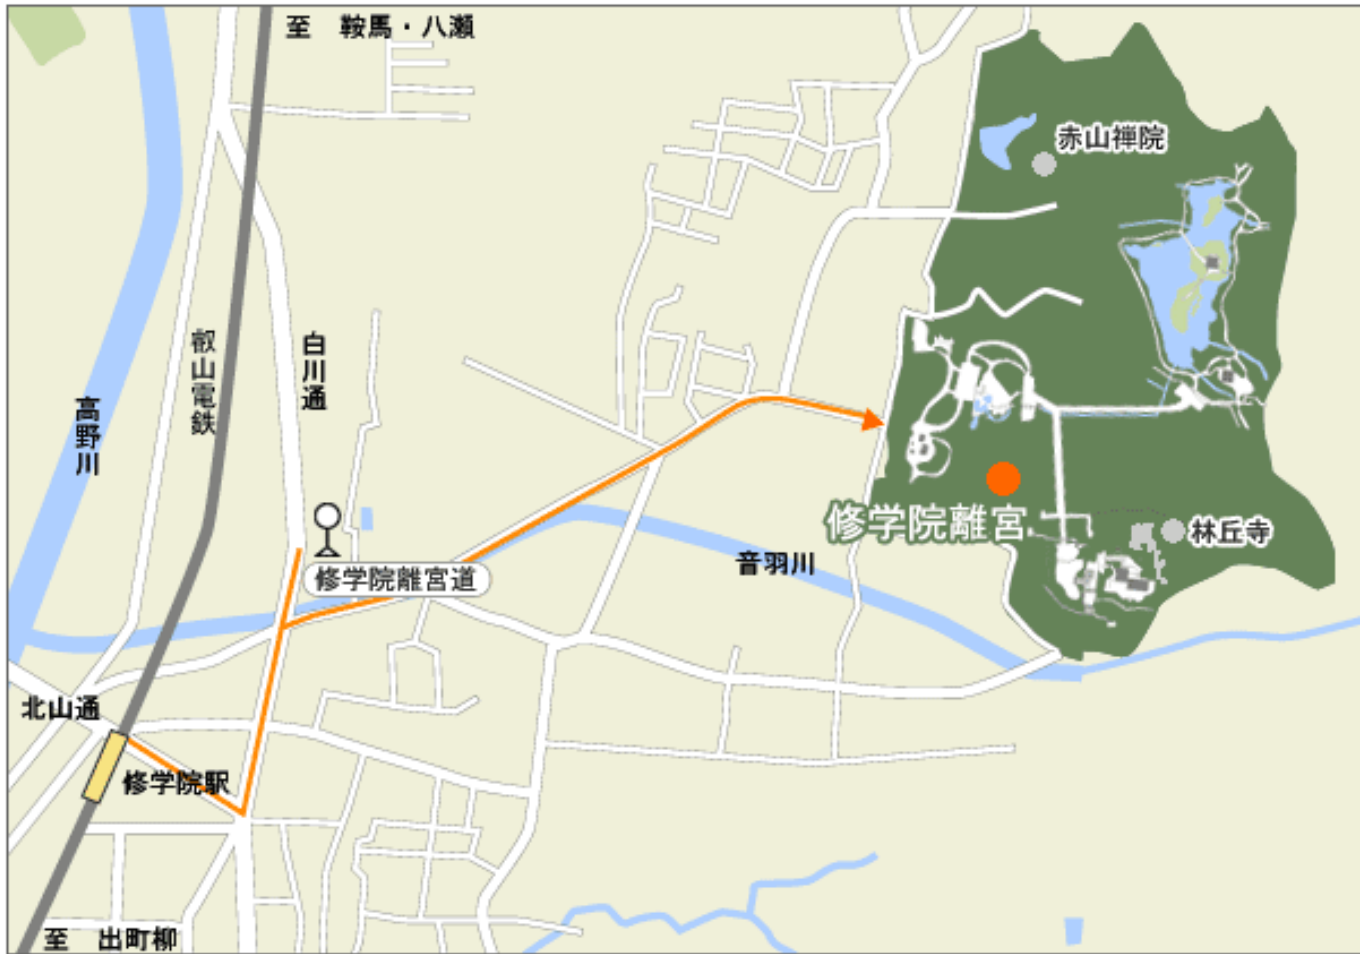 至 鞍馬・八瀬
赤山禅院
叡山電鉄
白川通
高野川
修学院離宮
林丘寺
音羽川
修学院離宮道
北山通
修学院駅
至 出町柳